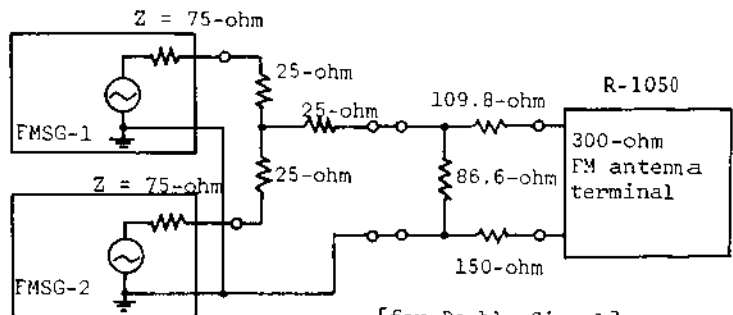 Z = 75-ohm
25-ohm
25-ohm
109.8-ohm
R-1050
FMSG-1
300-ohm
FM antenna
terminal
Z = 75-ohm
25-ohm
86.6-ohm
FMSG-2
150-ohm